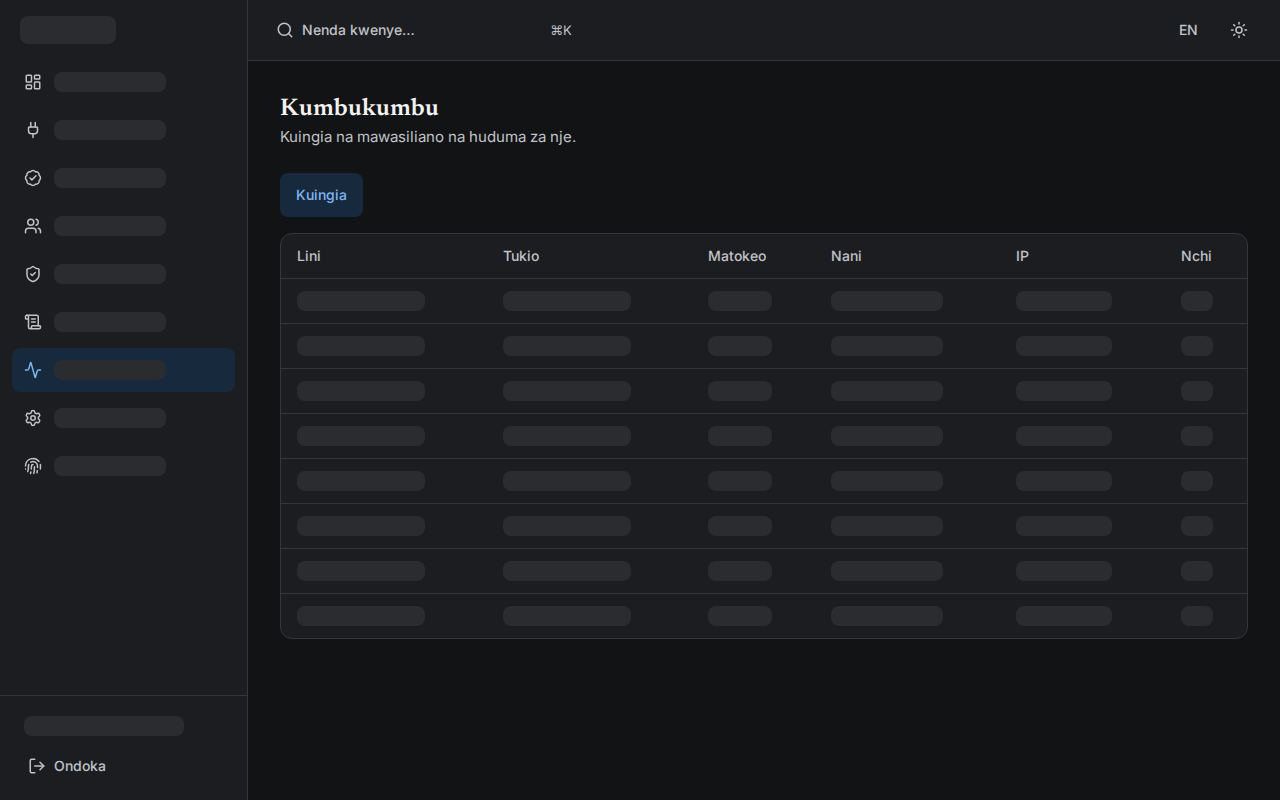 Nenda kwenye... ⌘K EN
Kumbukumbu
Kuingia na mawasiliano na huduma za nje.
Kuingia
Lini Tukio Matokeo Nani IP Nchi
Ondoka